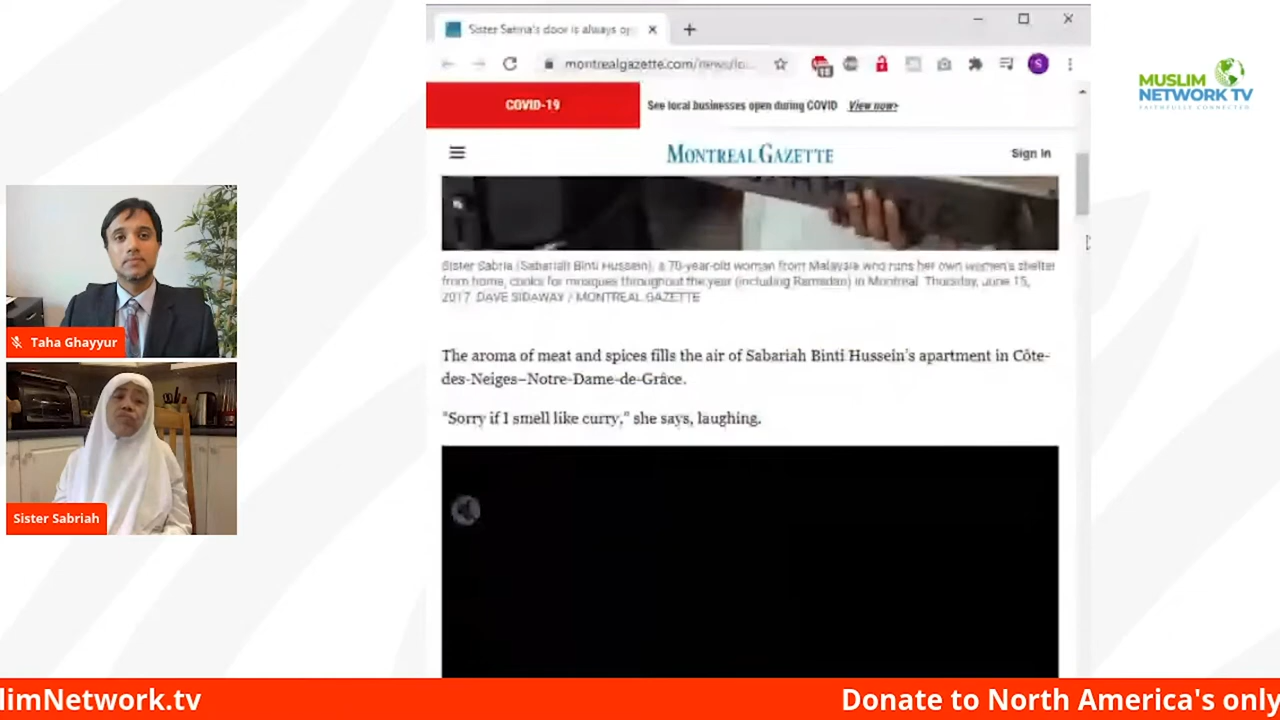 Sister Sabria's door is always op
montrealgazette.com/news/lo...
MUSLIM
NETWORK TV
FAITHFULLY CONNECTED
COVID-19
See local businesses open during COVID View now>
MONTREAL GAZETTE
Sign In
Sister Sabria (Sabariah Binti Hussein), a 70-year-old woman from Malaysia who runs her own women's shelter
from home, cooks for mosques throughout the year (including Ramadan) in Montreal Thursday, June 15,
2017. DAVE SIDAWAY / MONTREAL GAZETTE
The aroma of meat and spices fills the air of Sabariah Binti Hussein's apartment in Côte-
des-Neiges–Notre-Dame-de-Grâce.
"Sorry if I smell like curry," she says, laughing.
Taha Ghayyur
Sister Sabriah
limNetwork.tv
Donate to North America's only